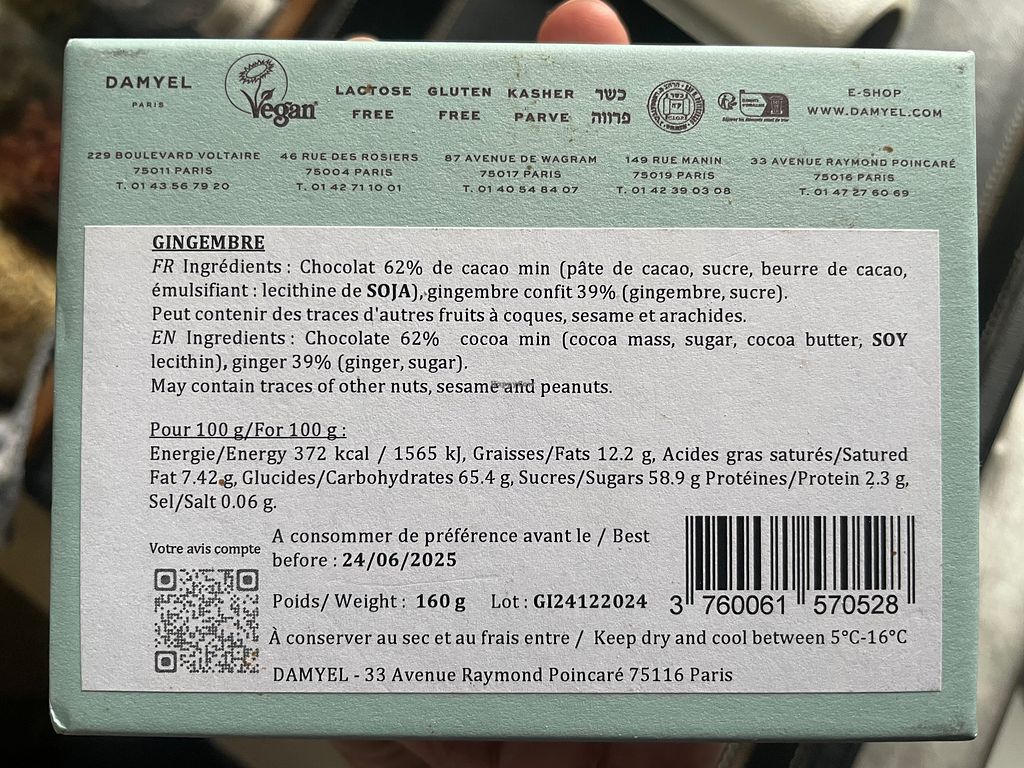 DAMYEL
PARIS
Vegan
LACTOSE FREE
GLUTEN FREE
KASHER PARVE
כשר פרווה
E-SHOP
WWW.DAMYEL.COM
229 BOULEVARD VOLTAIRE
75011 PARIS
T. 01 43 56 79 20
46 RUE DES ROSIERS
75004 PARIS
T. 01 42 71 10 01
87 AVENUE DE WAGRAM
75017 PARIS
T. 01 40 54 84 07
149 RUE MANIN
75019 PARIS
T. 01 42 39 03 08
33 AVENUE RAYMOND POINCARÉ
75016 PARIS
T. 01 47 27 60 69
GINGEMBRE
FR Ingrédients : Chocolat 62% de cacao min (pâte de cacao, sucre, beurre de cacao,
émulsifiant : lecithine de SOJA), gingembre confit 39% (gingembre, sucre).
Peut contenir des traces d'autres fruits à coques, sesame et arachides.
EN Ingredients : Chocolate 62% cocoa min (cocoa mass, sugar, cocoa butter, SOY
lecithin), ginger 39% (ginger, sugar).
May contain traces of other nuts, sesame and peanuts.
Pour 100 g/For 100 g :
Energie/Energy 372 kcal / 1565 kJ, Graisses/Fats 12.2 g, Acides gras saturés/Satured
Fat 7.42 g, Glucides/Carbohydrates 65.4 g, Sucres/Sugars 58.9 g Protéines/Protein 2.3 g,
Sel/Salt 0.06 g.
Votre avis compte
A consommer de préférence avant le / Best
before : 24/06/2025
Poids/ Weight : 160 g Lot : GI24122024
3 760061 570528
À conserver au sec et au frais entre / Keep dry and cool between 5°C-16°C
DAMYEL - 33 Avenue Raymond Poincaré 75116 Paris